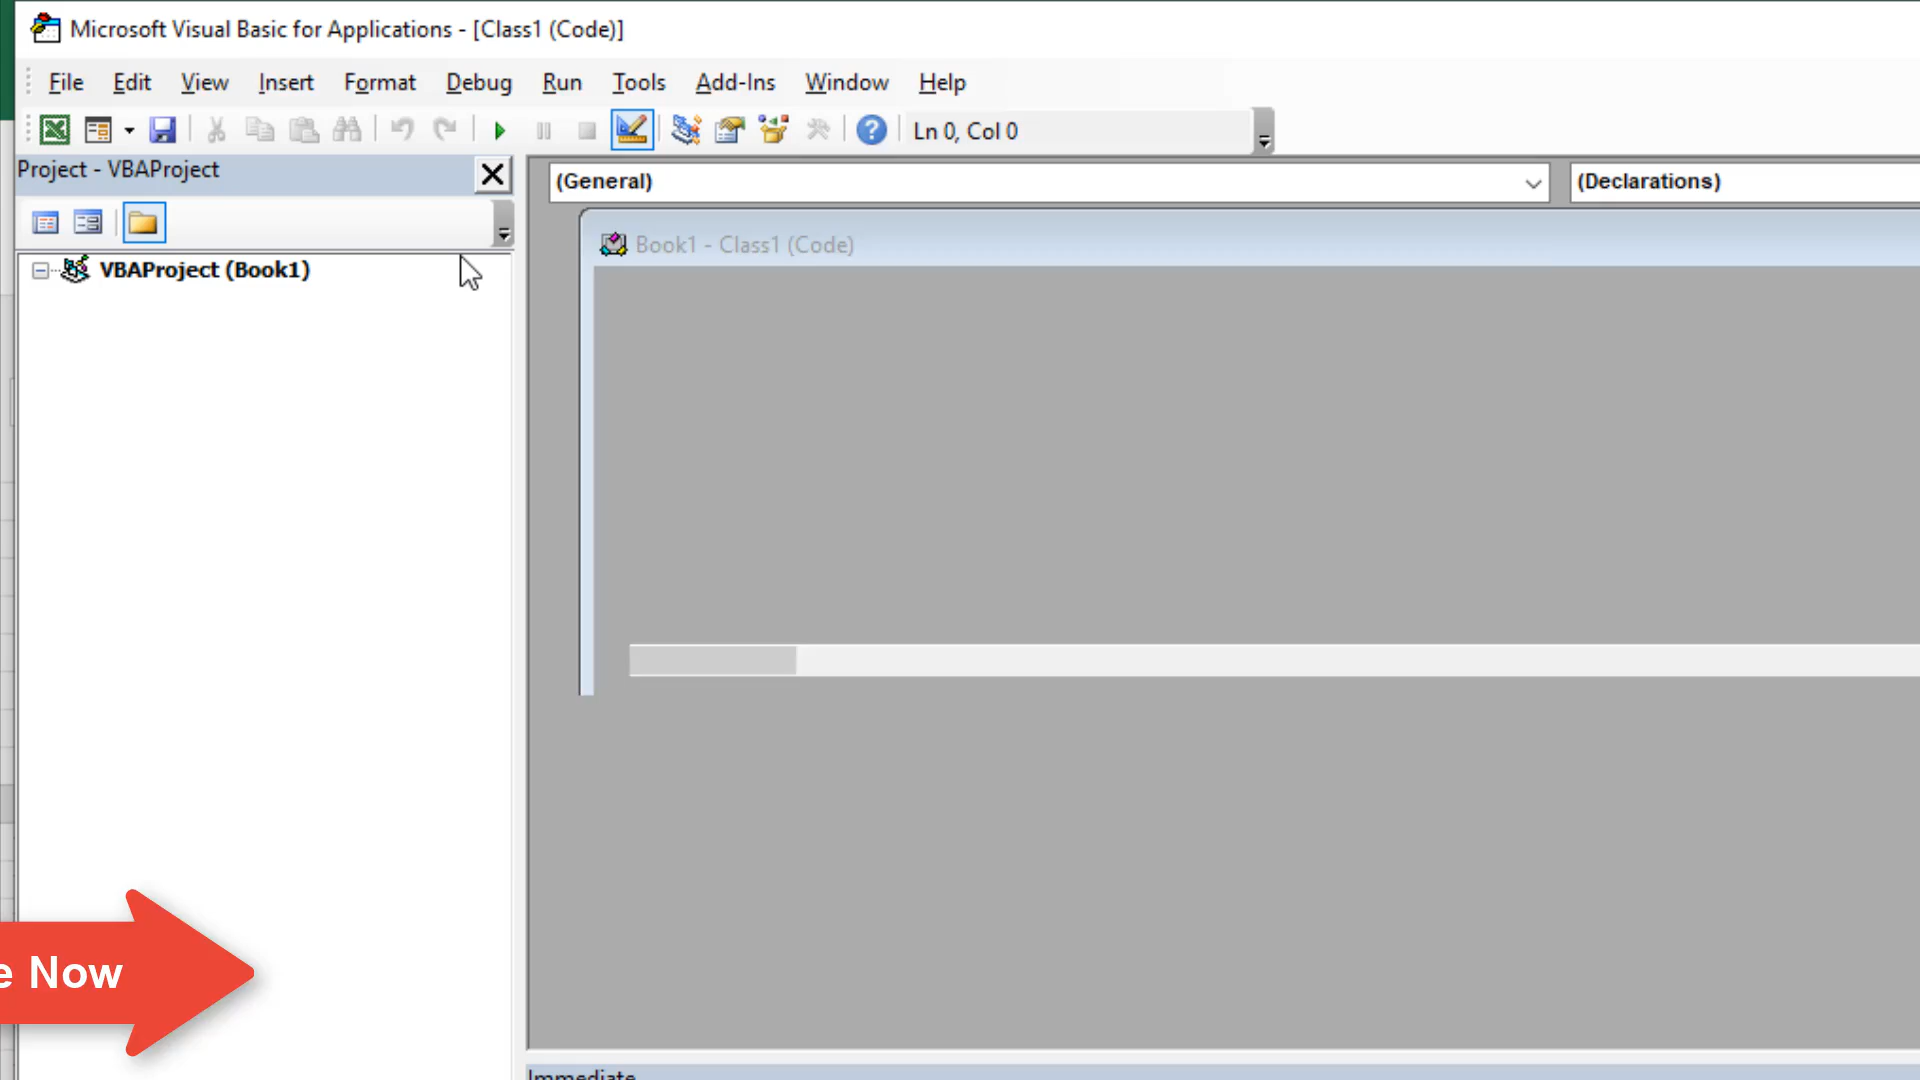 Microsoft Visual Basic for Applications - [Class1 (Code)]
File Edit View Insert Format Debug Run Tools Add-Ins Window Help
Ln 0, Col 0
Project - VBAProject
(General)
(Declarations)
Book1 - Class1 (Code)
VBAProject (Book1)
e Now
Immediate